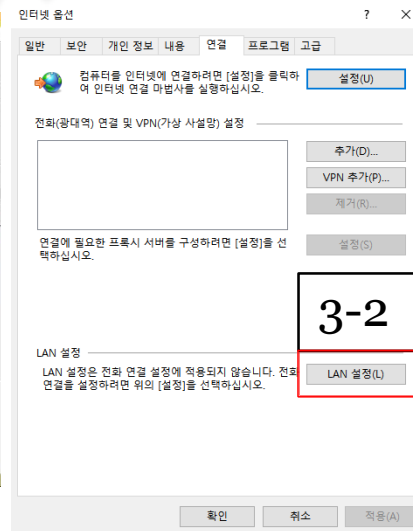 인터넷 옵션
일반 보안 개인 정보 내용 연결 프로그램 고급
컴퓨터를 인터넷에 연결하려면 [설정]을 클릭하
여 인터넷 연결 마법사를 실행하십시오.
설정(U)
전화(광대역) 연결 및 VPN(가상 사설망) 설정
추가(D)...
VPN 추가(P)...
제거(R)...
연결에 필요한 프록시 서버를 구성하려면 [설정]을 선
택하십시오.
설정(S)
3-2
LAN 설정
LAN 설정은 전화 연결 설정에 적용되지 않습니다. 전화
연결을 설정하려면 위의 [설정]을 선택하십시오.
LAN 설정(L)
확인 취소 적용(A)